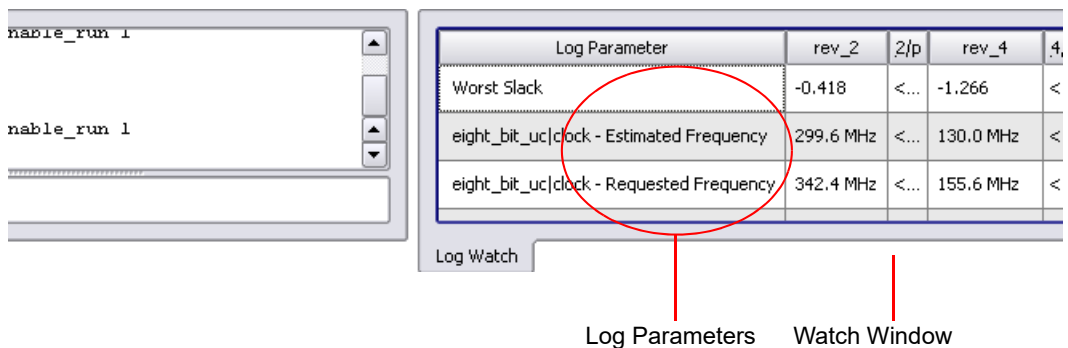 nable_run 1
nable_run 1
Log Parameter rev_2 2/p rev_4 4,
Worst Slack -0.418 <... -1.266 <
eight_bit_uc|clock - Estimated Frequency 299.6 MHz <... 130.0 MHz <
eight_bit_uc|clock - Requested Frequency 342.4 MHz <... 155.6 MHz <
Log Watch
Log Parameters Watch Window